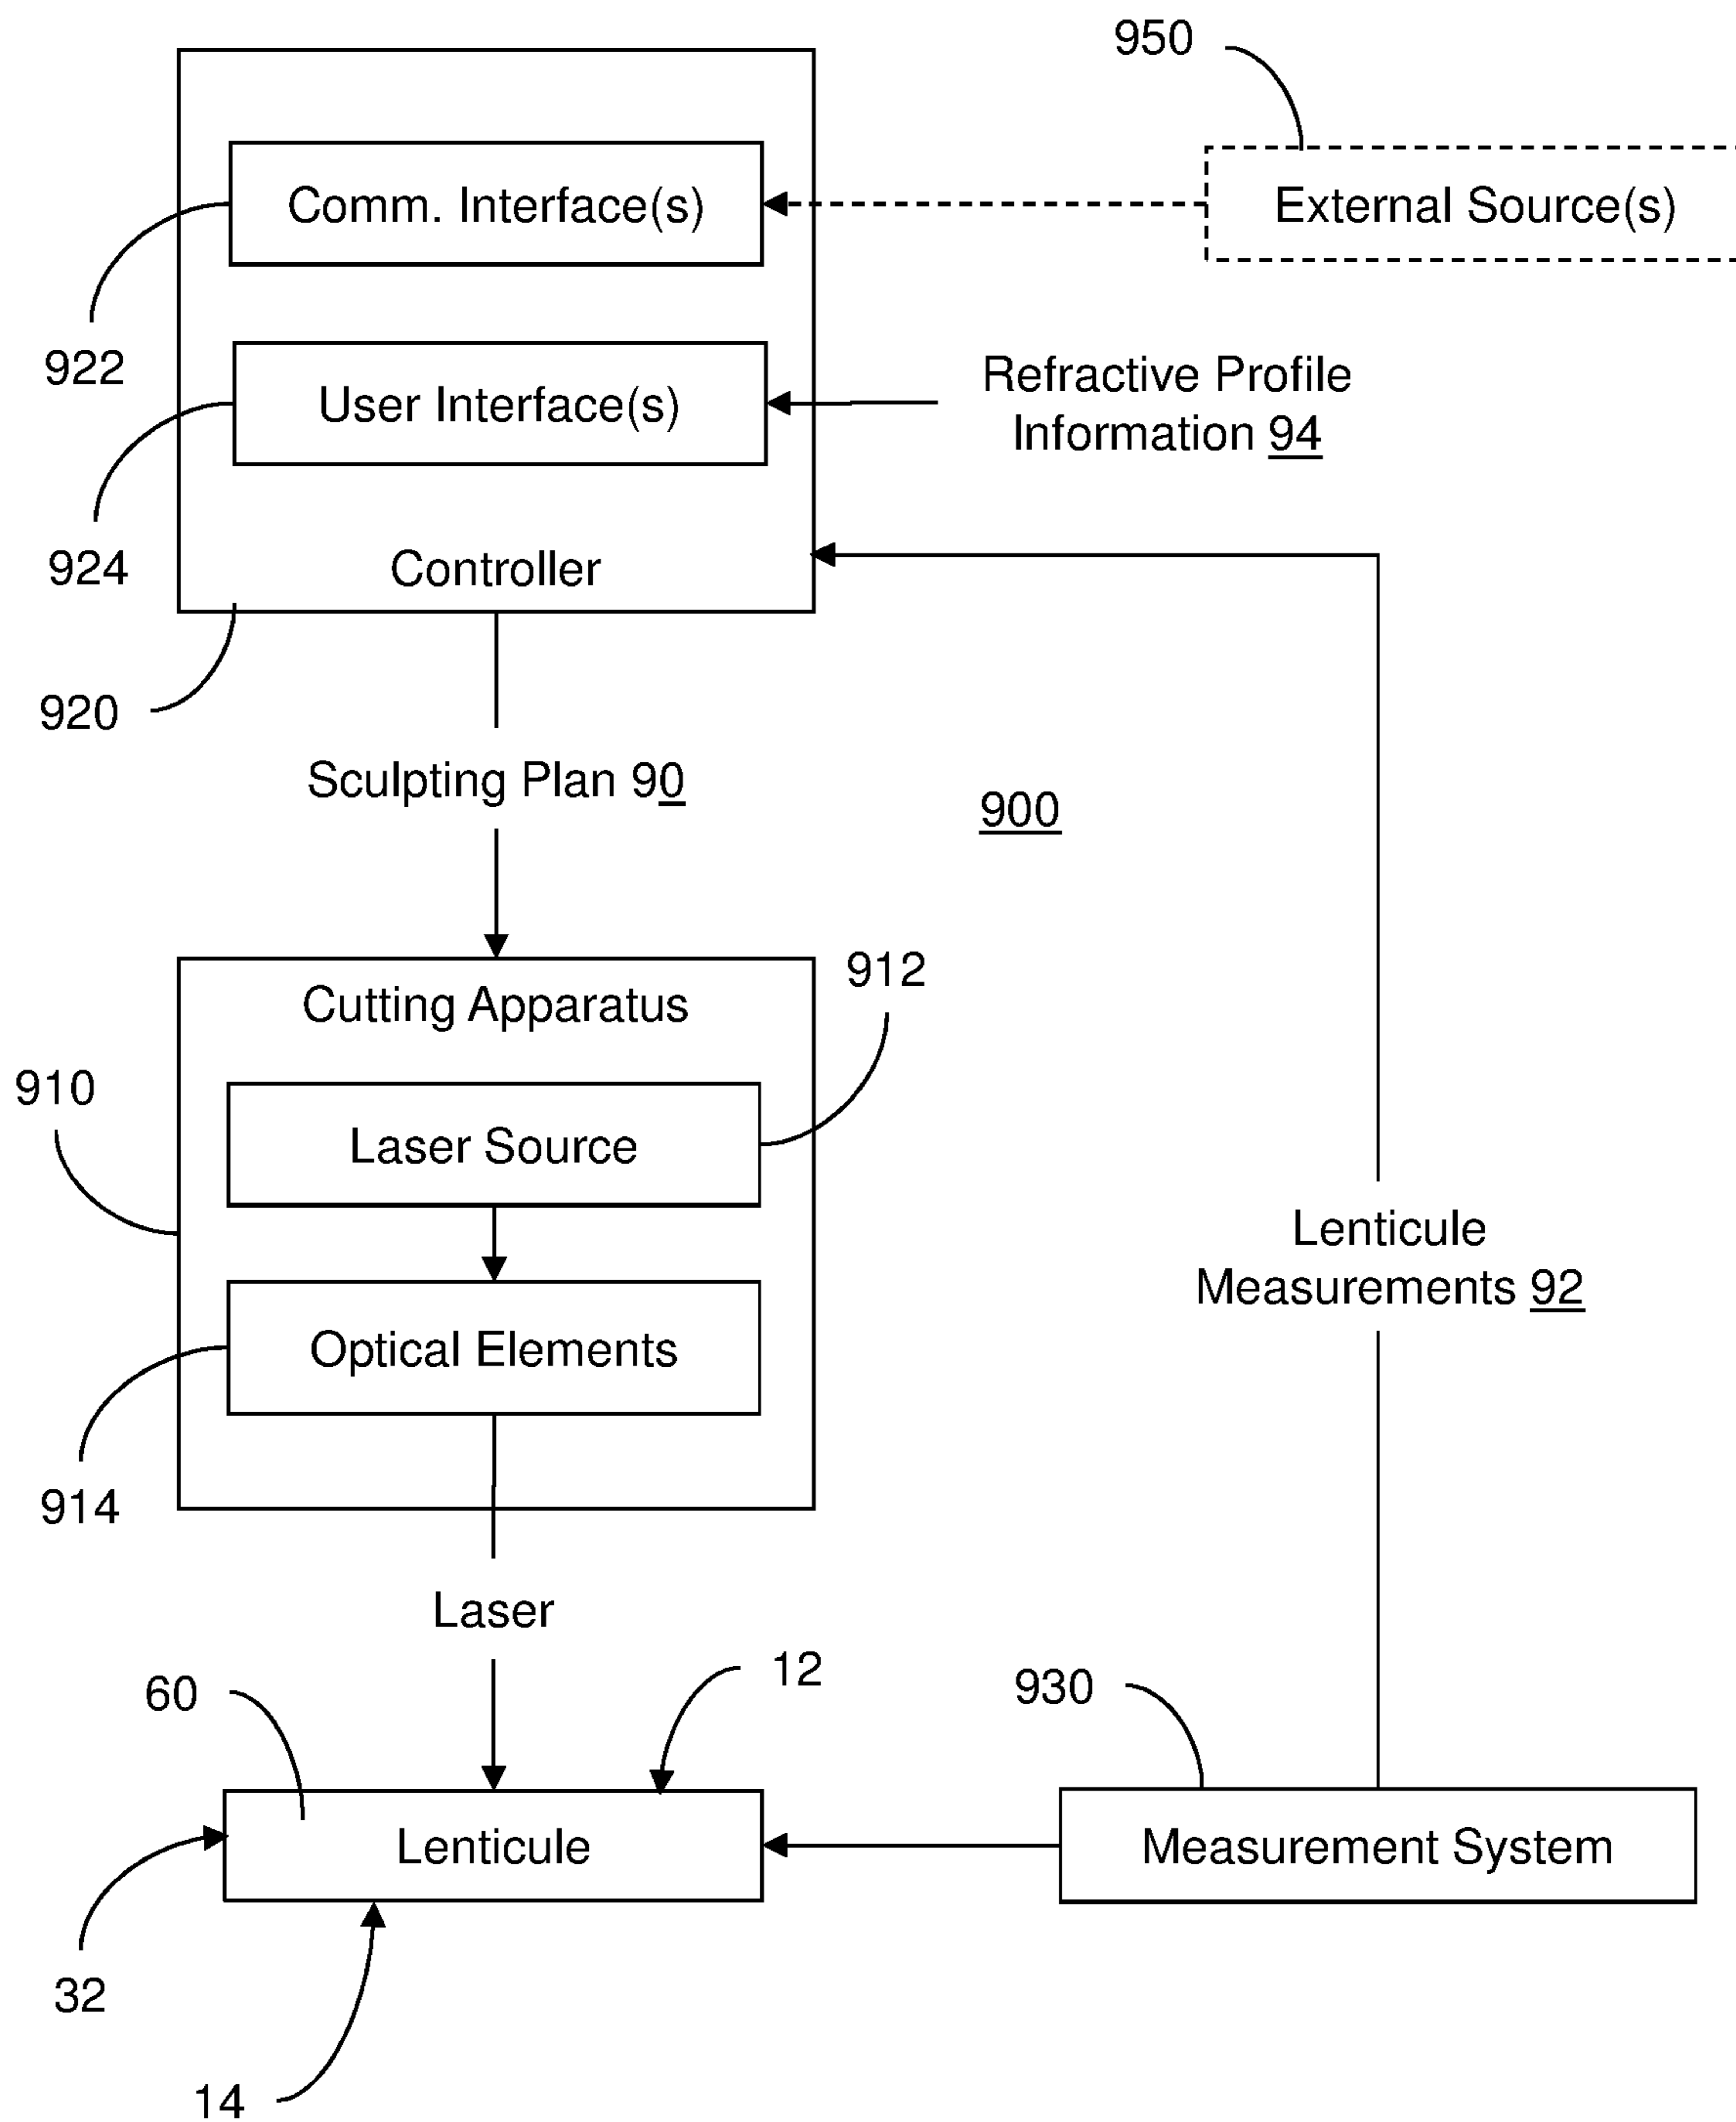 950
Comm. Interface(s)
External Source(s)
922
User Interface(s)
Refractive Profile
Information 94
924
Controller
920
Sculpting Plan 90
900
912
Cutting Apparatus
910
Laser Source
Lenticule
Measurements 92
Optical Elements
914
Laser
12
60
930
Lenticule
Measurement System
32
14